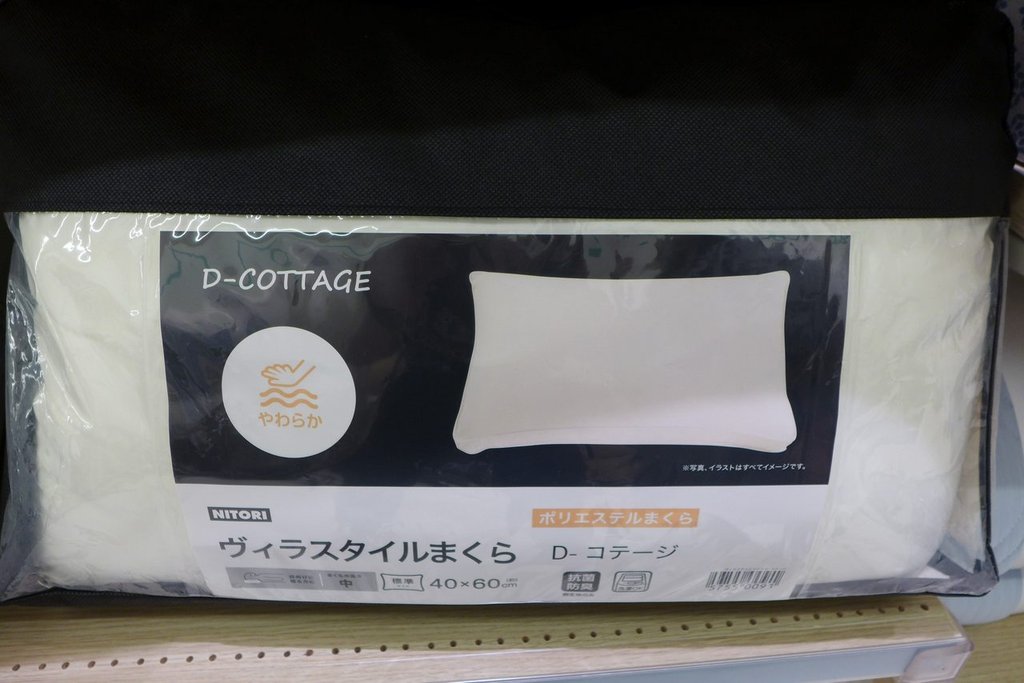 D-COTTAGE
やわらか
※写真、イラストはすべてイメージです。
NITORI
ポリエステルまくら
ヴィラスタイルまくら D- コテージ
中 標準 40×60cm 抗菌
防臭